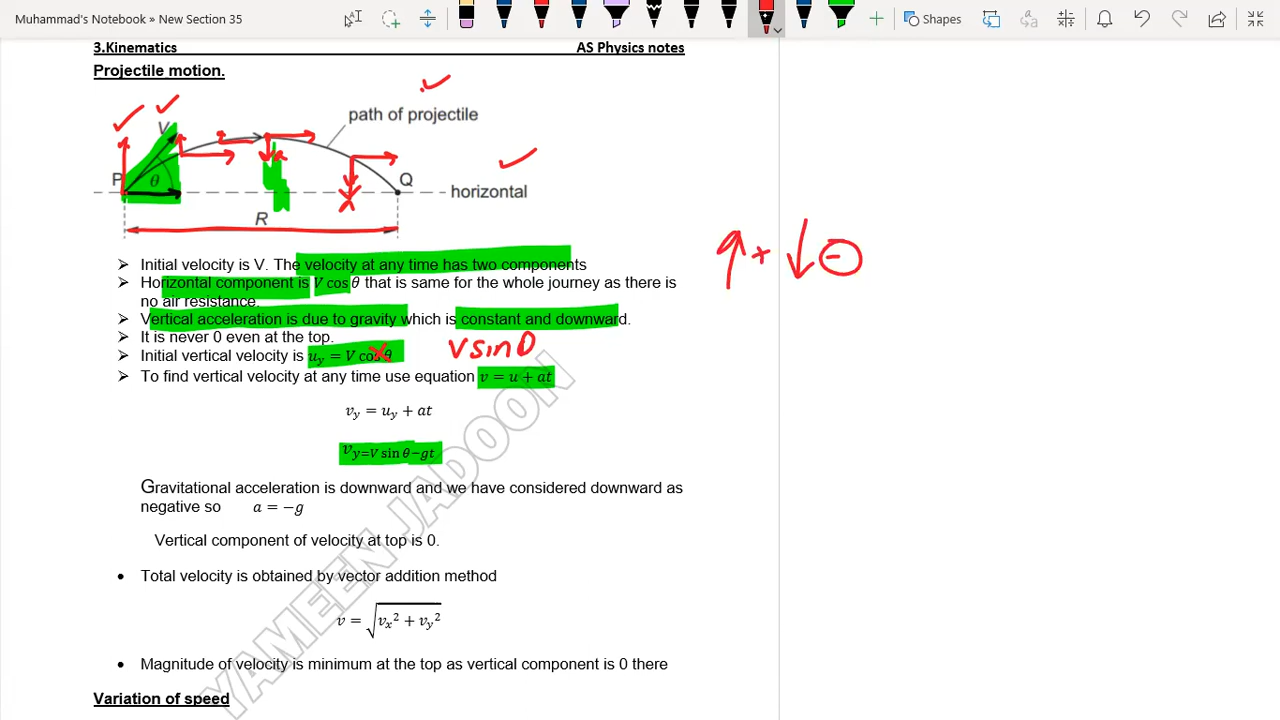 Muhammad's Notebook » New Section 35
Shapes
3.Kinematics AS Physics notes
Projectile motion.
path of projectile
V
P θ Q
horizontal
R
➢ Initial velocity is V. The velocity at any time has two components
➢ Horizontal component is V cos θ that is same for the whole journey as there is
no air resistance.
➢ Vertical acceleration is due to gravity which is constant and downward.
➢ It is never 0 even at the top.
➢ Initial vertical velocity is u_y = V cos θ V sin θ
➢ To find vertical velocity at any time use equation v = u + at
v_y = u_y + at
v_y=V sin θ−gt
Gravitational acceleration is downward and we have considered downward as
negative so a = −g
Vertical component of velocity at top is 0.
• Total velocity is obtained by vector addition method
v = √(v_x² + v_y²)
• Magnitude of velocity is minimum at the top as vertical component is 0 there
Variation of speed
↑ + ↓ −
YAMEEN JADOON